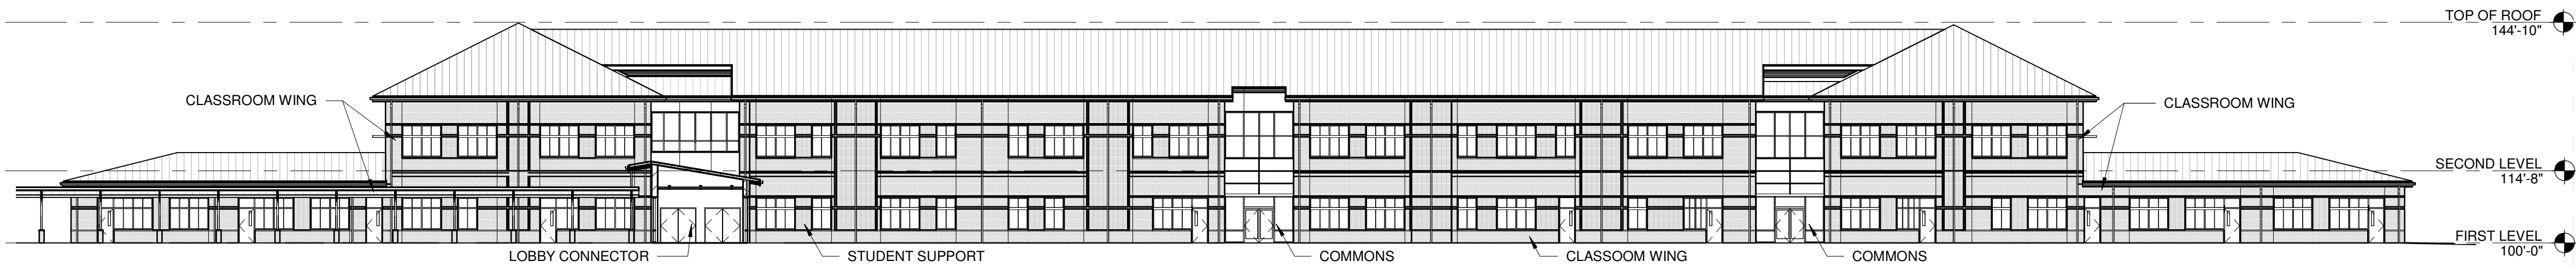 TOP OF ROOF
144'-10"
CLASSROOM WING
CLASSROOM WING
SECOND LEVEL
114'-8"
FIRST LEVEL
100'-0"
LOBBY CONNECTOR
STUDENT SUPPORT
COMMONS
CLASSOOM WING
COMMONS